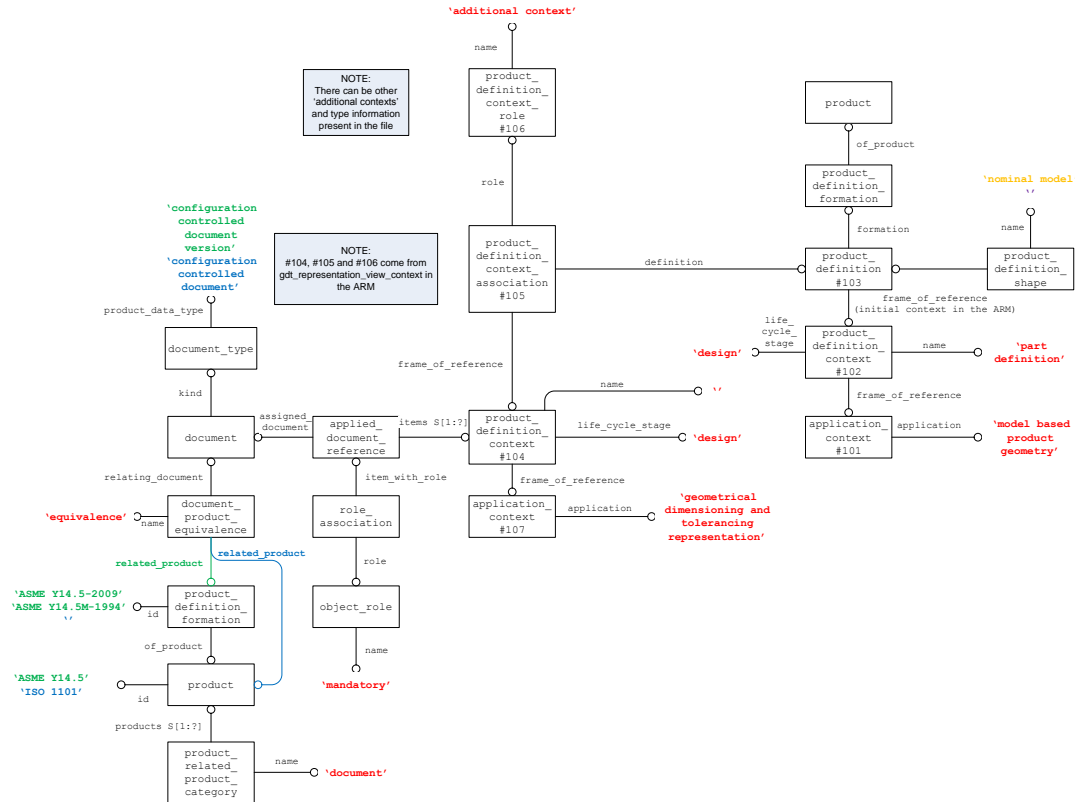 ‘additional context’
name
product_
definition_
context_
role
#106
NOTE:
There can be other
‘additional contexts’
and type information
present in the file
product
of_product
product_
definition_
formation
‘nominal model’
‘’
name
formation
role
‘configuration
controlled
document
version’
‘configuration
controlled
document’
NOTE:
#104, #105 and #106 come from
gdt_representation_view_context in
the ARM
product_
definition_
context_
association
#105
definition
product_
definition
#103
product_
definition_
shape
frame_of_reference
(initial context in the ARM)
product_data_type
document_type
life_
cycle_
stage
‘design’
product_
definition_
context
#102
name
‘part
definition’
frame_of_reference
kind
name
‘’
frame_of_reference
document
assigned_
document
applied_
document_
reference
items S[1:?]
product_
definition_
context
#104
life_cycle_stage
‘design’
application_
context
#101
application
‘model based
product
geometry’
relating_document
item_with_role
frame_of_reference
‘equivalence’
name
document_
product_
equivalence
role_
association
application_
context
#107
application
‘geometrical
dimensioning and
tolerancing
representation’
related_product
related_product
role
‘ASME Y14.5-2009’
‘ASME Y14.5M-1994’
‘’
id
product_
definition_
formation
object_role
of_product
name
‘ASME Y14.5’
‘ISO 1101’
id
product
‘mandatory’
products S[1:?]
product_
related_
product_
category
name
‘document’